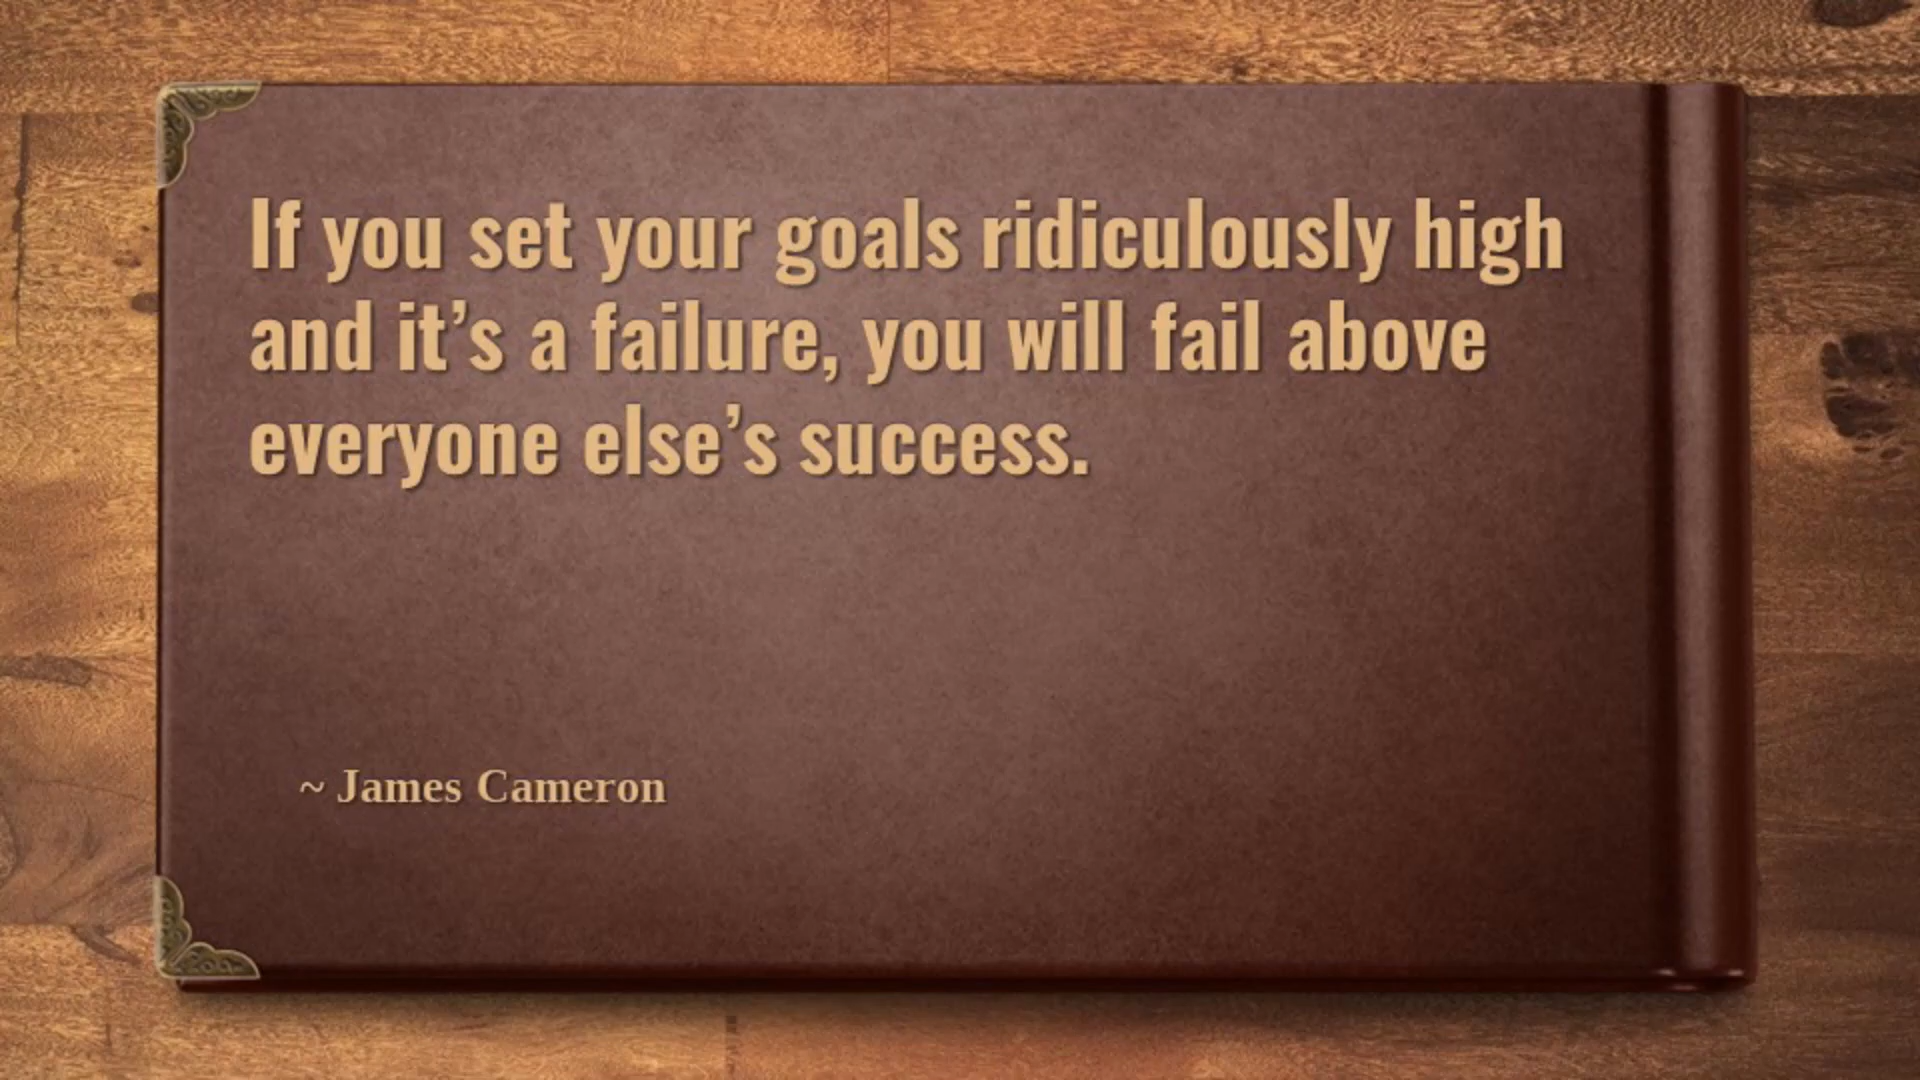 If you set your goals ridiculously high
and it’s a failure, you will fail above
everyone else’s success.
~ James Cameron